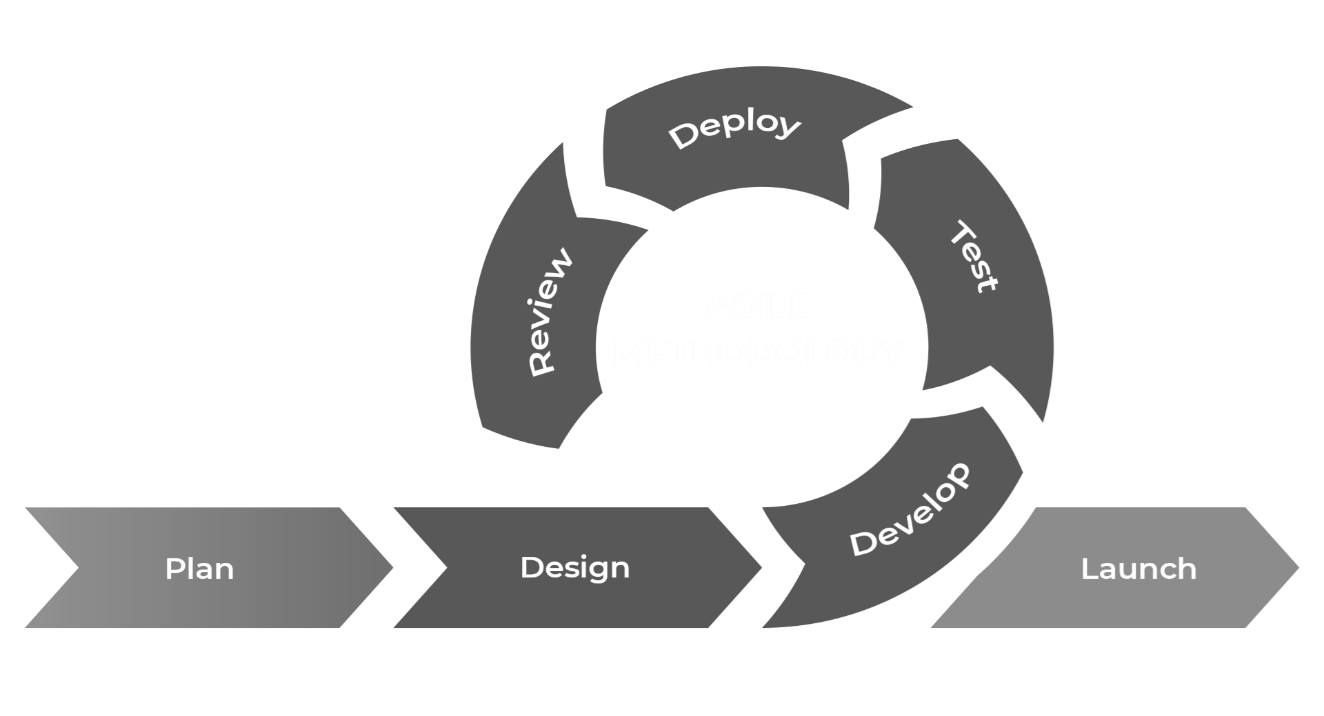 Deploy
Test
Review
Develop
Plan
Design
Launch